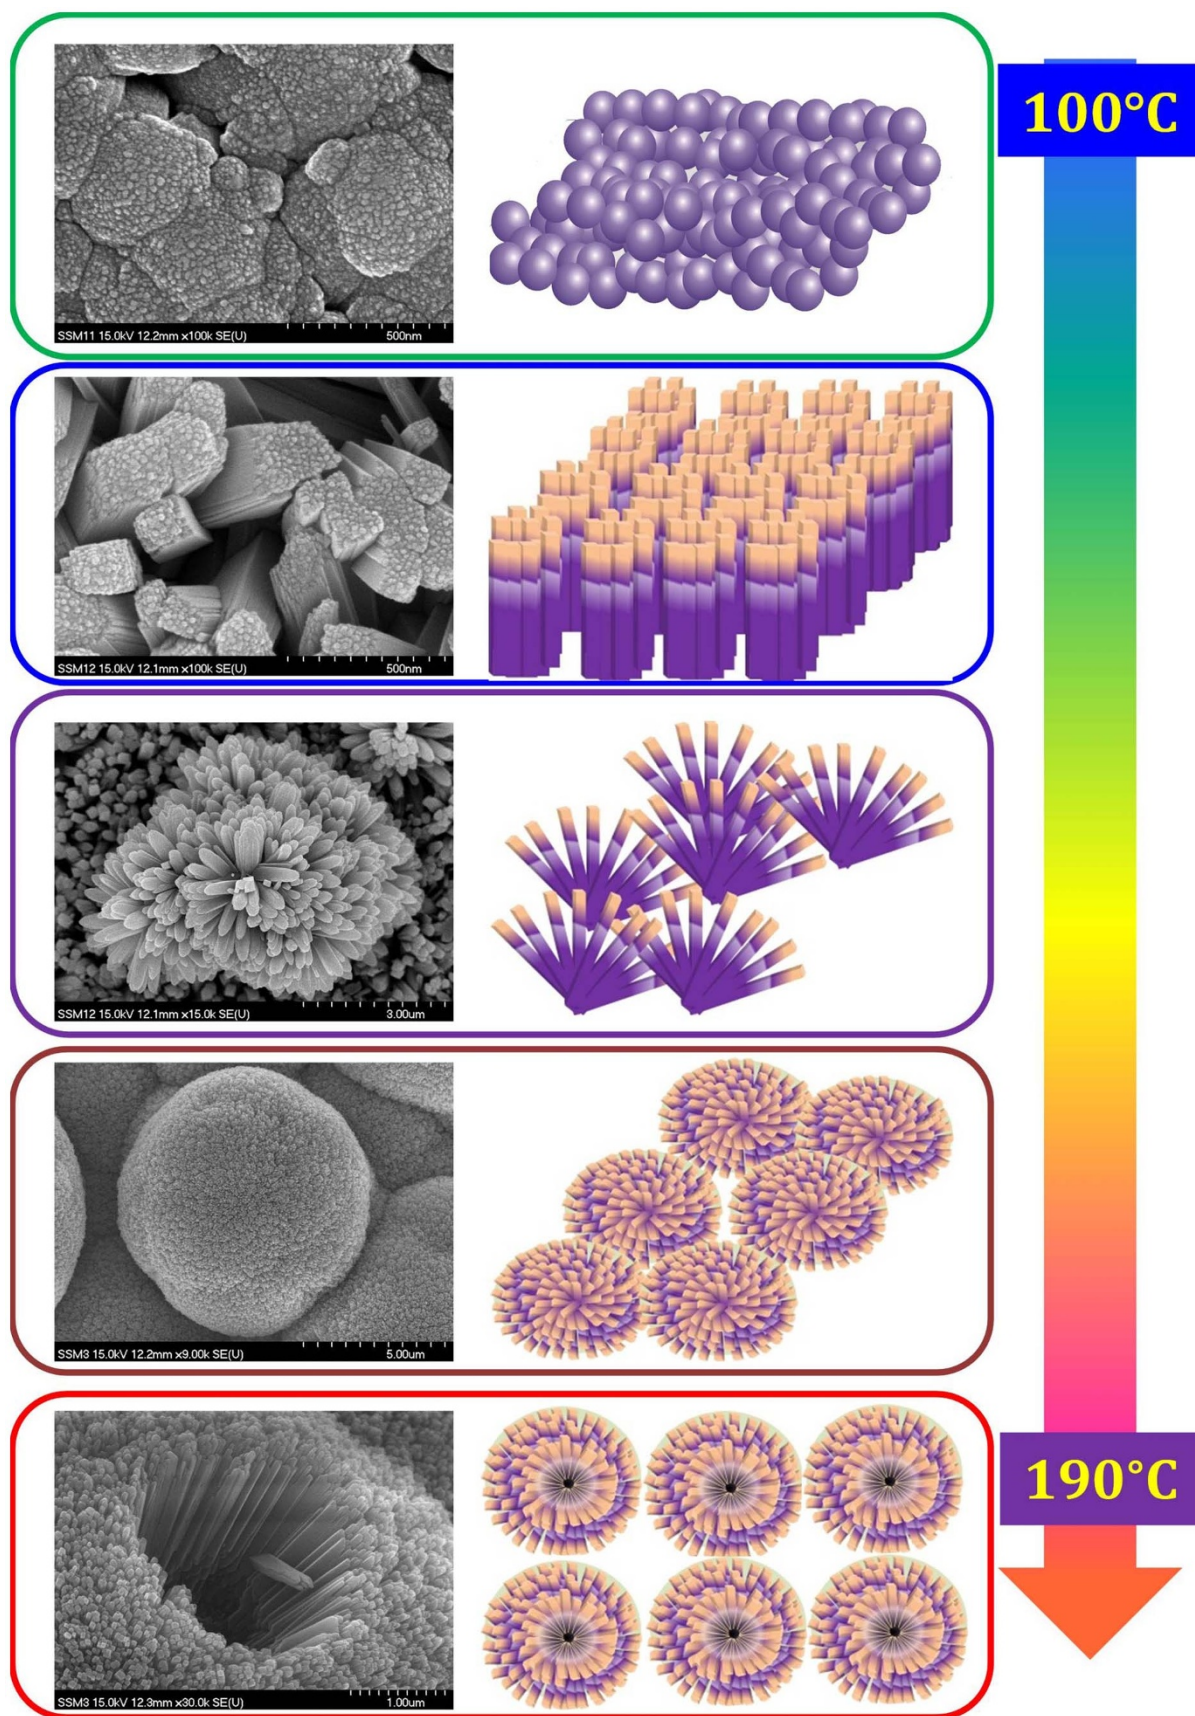 100°C
SSM11 15.0kV 12.2mm x100k SE(U) 500nm
SSM12 15.0kV 12.1mm x100k SE(U) 500nm
SSM12 15.0kV 12.1mm x15.0k SE(U) 3.00um
SSM3 15.0kV 12.2mm x9.00k SE(U) 5.00um
190°C
SSM3 15.0kV 12.3mm x30.0k SE(U) 1.00um